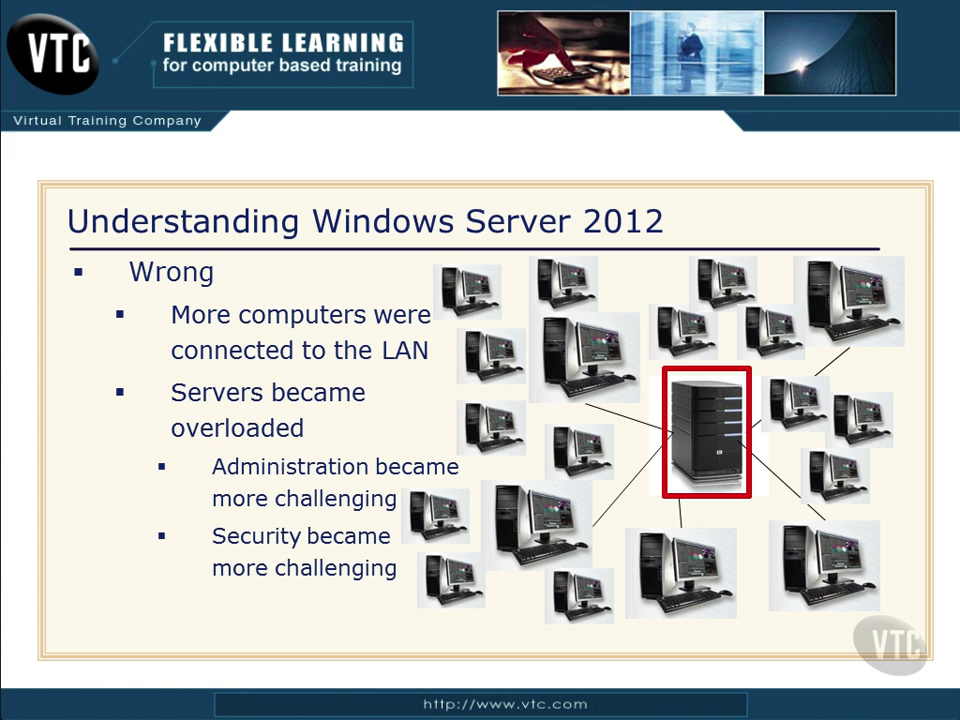 VTC
FLEXIBLE LEARNING
for computer based training
Virtual Training Company
Understanding Windows Server 2012
▪ Wrong
▪ More computers were
connected to the LAN
▪ Servers became
overloaded
▪ Administration became
more challenging
▪ Security became
more challenging
VTC
http://www.vtc.com